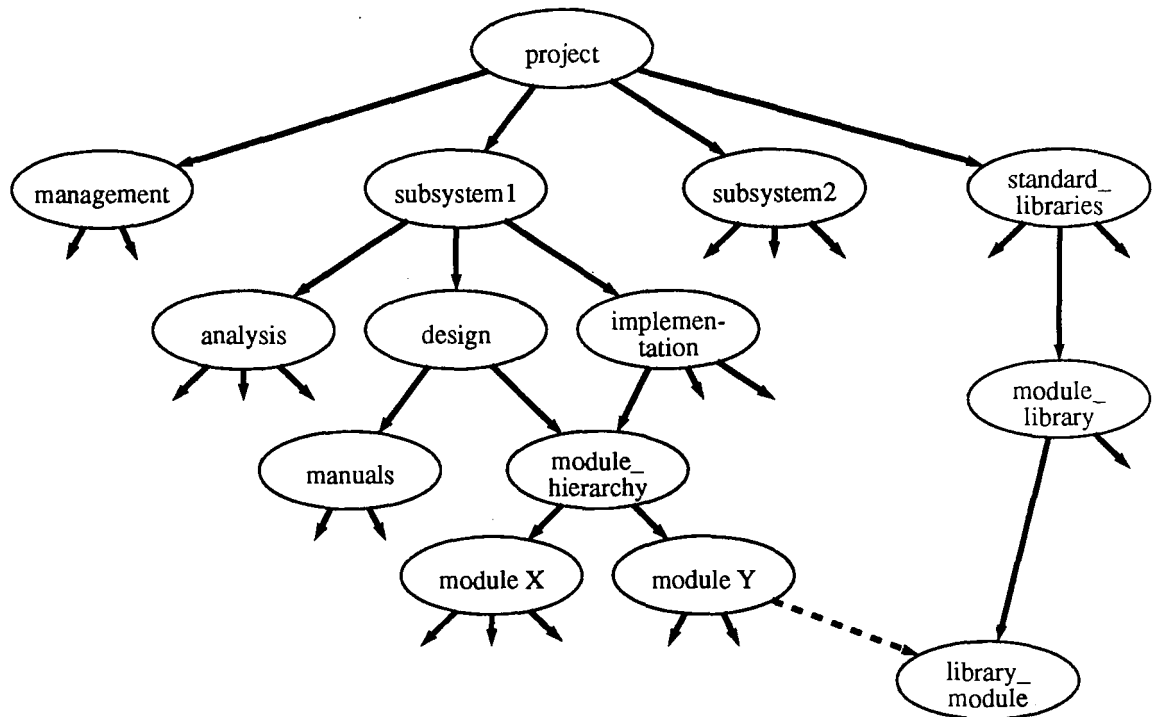 project
management
subsystem1
subsystem2
standard_
libraries
analysis
design
implemen-
tation
module_
library
manuals
module_
hierarchy
module X
module Y
library_
module